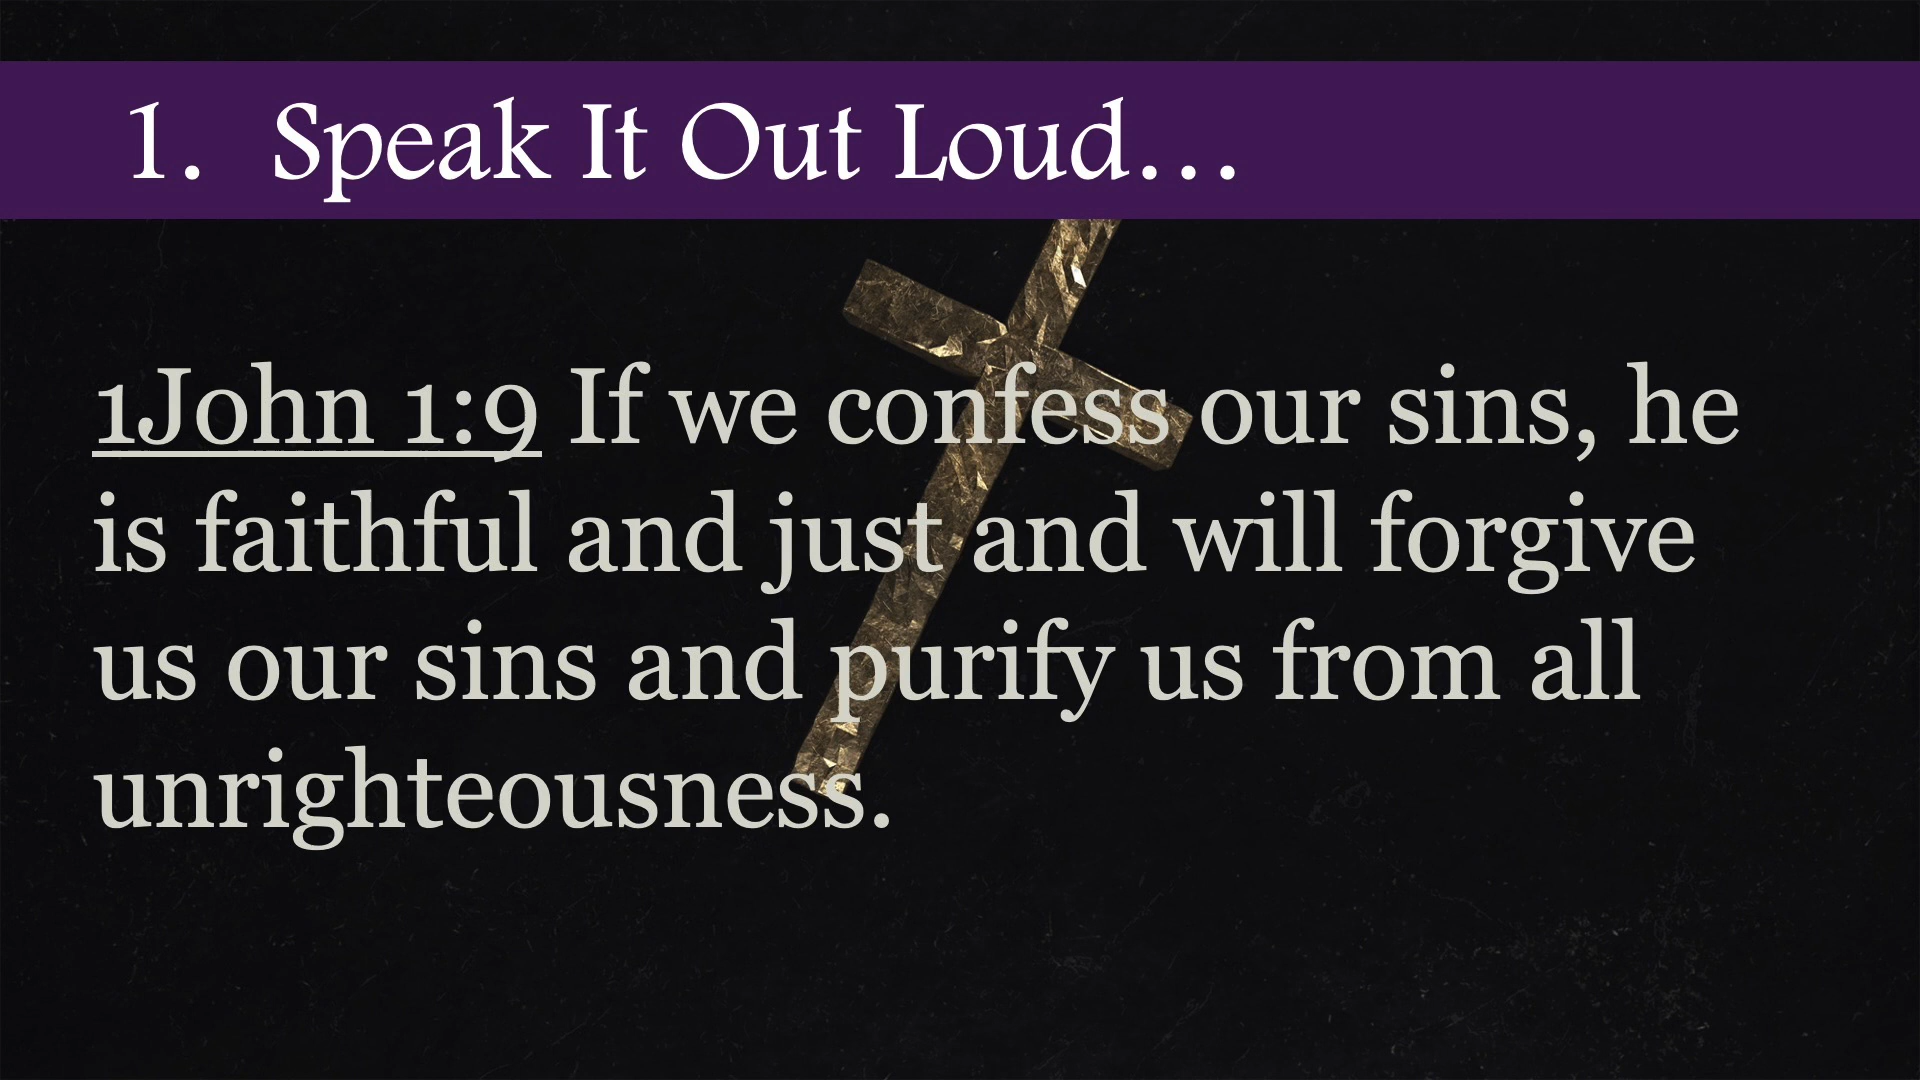 1. Speak It Out Loud...
1John 1:9 If we confess our sins, he
is faithful and just and will forgive
us our sins and purify us from all
unrighteousness.